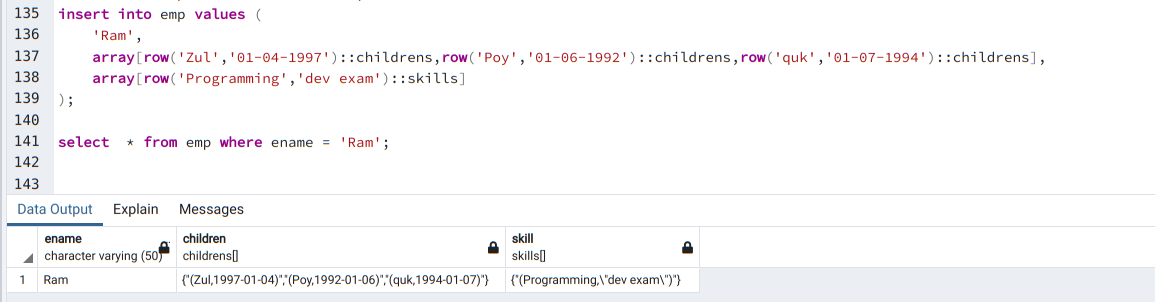 135 insert into emp values (
136 'Ram',
137 array[row('Zul','01-04-1997')::childrens,row('Poy','01-06-1992')::childrens,row('quk','01-07-1994')::childrens],
138 array[row('Programming','dev exam')::skills]
139 );
140
141 select * from emp where ename = 'Ram';
142
143
Data Output Explain Messages
ename children skill
character varying (50) childrens[] skills[]
1 Ram {"(Zul,1997-01-04)","(Poy,1992-01-06)","(quk,1994-01-07)"} {"(Programming,\"dev exam\")"}